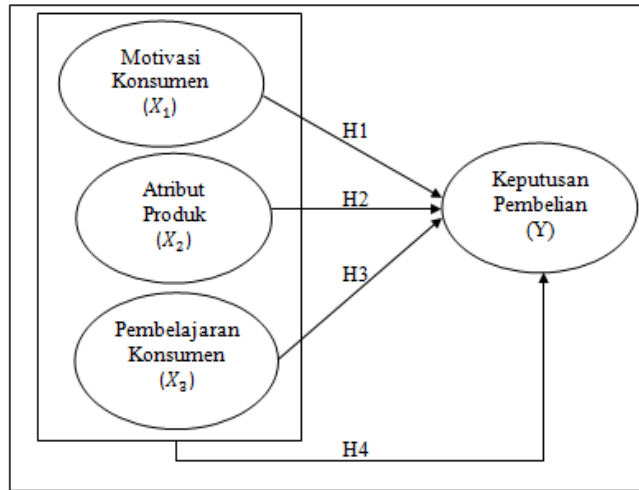 Motivasi
Konsumen
(X₁)
H1
Atribut
Produk
(X₂)
H2
Keputusan
Pembelian
(Y)
H3
Pembelajaran
Konsumen
(X₃)
H4